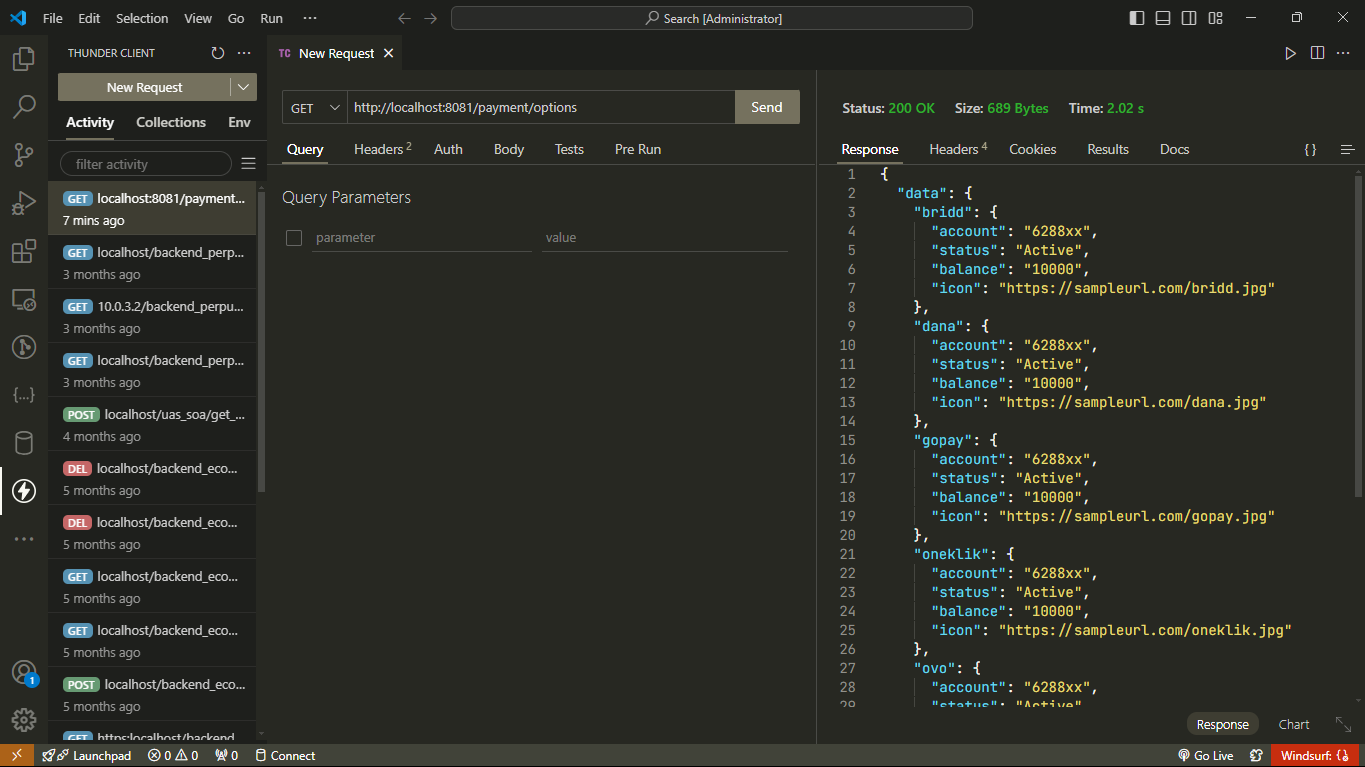 File Edit Selection View Go Run ··· Search [Administrator]
THUNDER CLIENT ···
TC New Request
New Request
Activity Collections Env
filter activity
GET localhost:8081/payment...
7 mins ago
GET localhost/backend_perp...
3 months ago
GET 10.0.3.2/backend_perpu...
3 months ago
GET localhost/backend_perp...
3 months ago
POST localhost/uas_soa/get_...
4 months ago
DEL localhost/backend_eco...
5 months ago
DEL localhost/backend_eco...
5 months ago
GET localhost/backend_eco...
5 months ago
GET localhost/backend_eco...
5 months ago
POST localhost/backend_eco...
5 months ago
GET https:localhost/backend
GET http://localhost:8081/payment/options Send
Query Headers 2 Auth Body Tests Pre Run
Query Parameters
parameter value
Status: 200 OK Size: 689 Bytes Time: 2.02 s
Response Headers 4 Cookies Results Docs {}
1 {
2 "data": {
3 "bridd": {
4 "account": "6288xx",
5 "status": "Active",
6 "balance": "10000",
7 "icon": "https://sampleurl.com/bridd.jpg"
8 },
9 "dana": {
10 "account": "6288xx",
11 "status": "Active",
12 "balance": "10000",
13 "icon": "https://sampleurl.com/dana.jpg"
14 },
15 "gopay": {
16 "account": "6288xx",
17 "status": "Active",
18 "balance": "10000",
19 "icon": "https://sampleurl.com/gopay.jpg"
20 },
21 "oneklik": {
22 "account": "6288xx",
23 "status": "Active",
24 "balance": "10000",
25 "icon": "https://sampleurl.com/oneklik.jpg"
26 },
27 "ovo": {
28 "account": "6288xx",
29 "status": "Active"
Response Chart
1
Launchpad 0 0 0 Connect Go Live Windsurf: {}